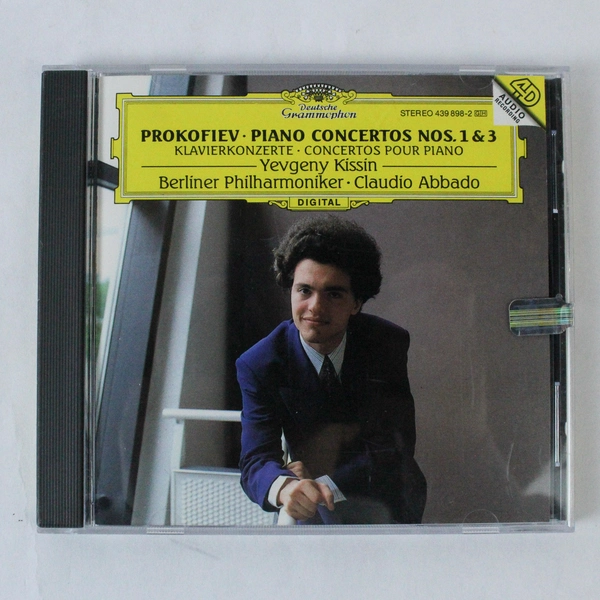 Deutsche
Grammophon
STEREO 439 898-2 GH
4D
AUDIO
RECORDING
PROKOFIEV · PIANO CONCERTOS NOS. 1 & 3
KLAVIERKONZERTE · CONCERTOS POUR PIANO
Yevgeny Kissin
Berliner Philharmoniker · Claudio Abbado
DIGITAL